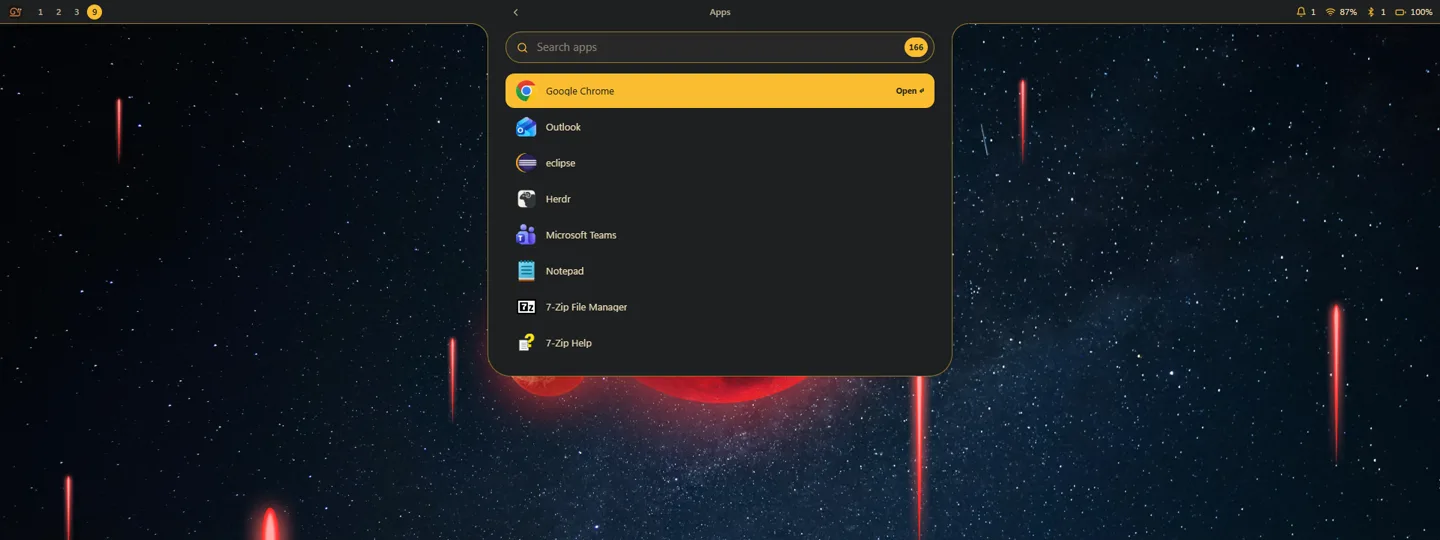 1 2 3 9
Apps
1 87% 1 100%
Search apps
166
Google Chrome
Open
Outlook
eclipse
Herdr
Microsoft Teams
Notepad
7-Zip File Manager
7-Zip Help